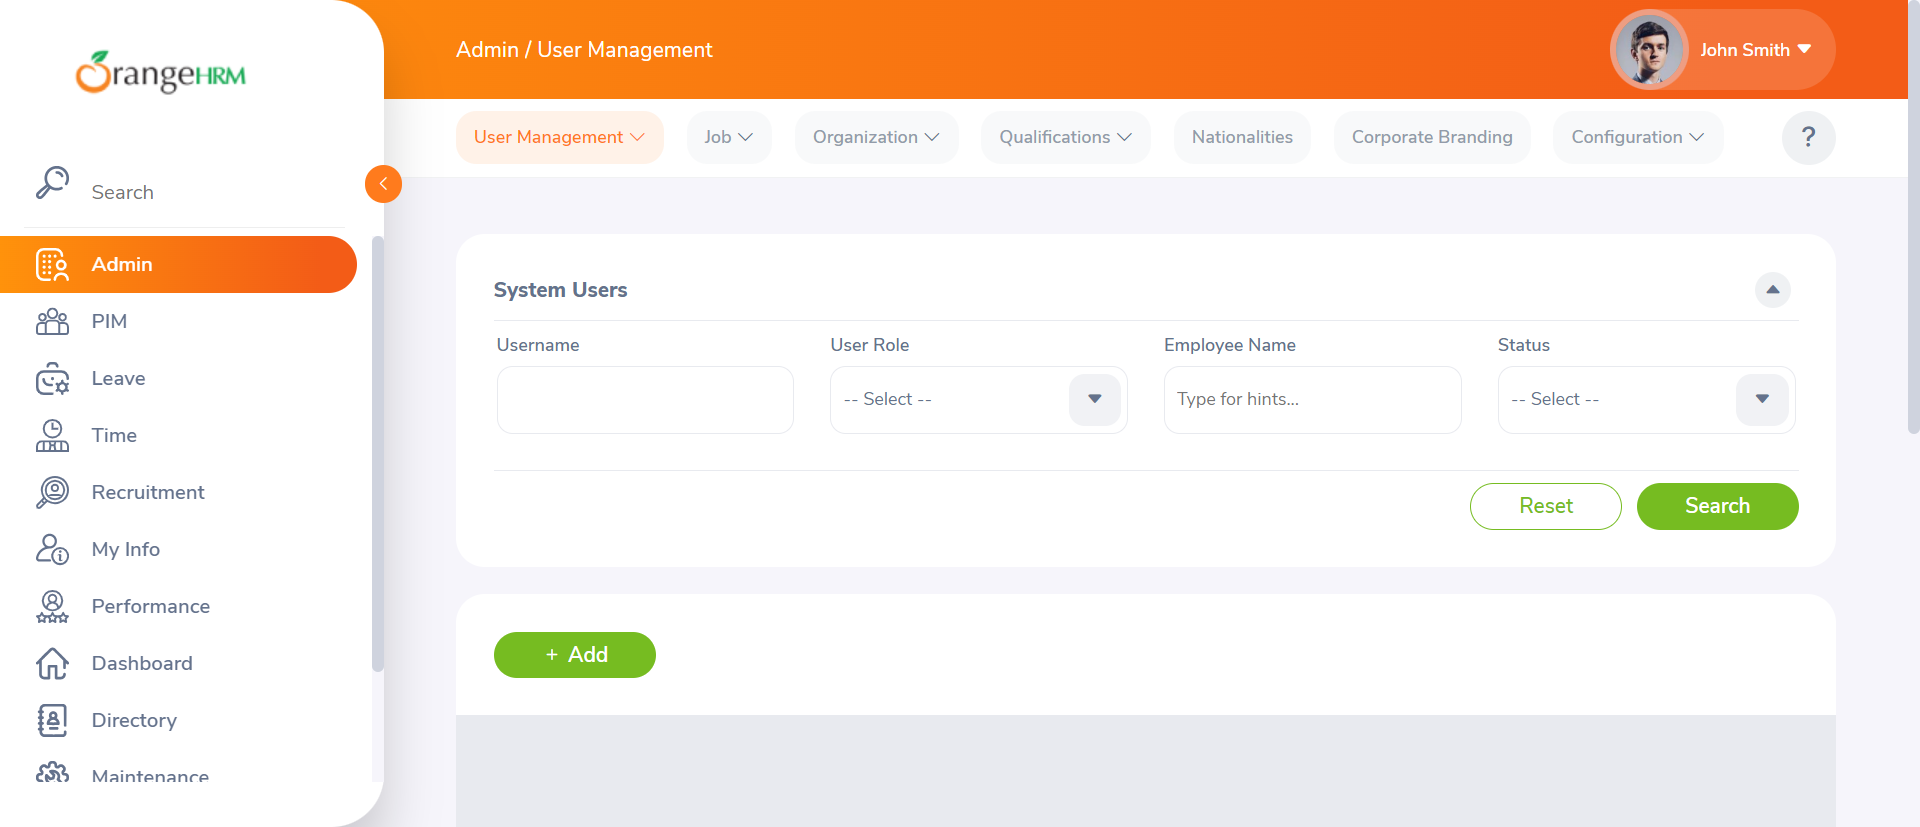 OrangeHRM
Search
Admin
PIM
Leave
Time
Recruitment
My Info
Performance
Dashboard
Directory
Maintenance
Admin / User Management
John Smith
User Management
Job
Organization
Qualifications
Nationalities
Corporate Branding
Configuration
?
System Users
Username
User Role
Employee Name
Status
-- Select --
Type for hints...
-- Select --
Reset
Search
+ Add